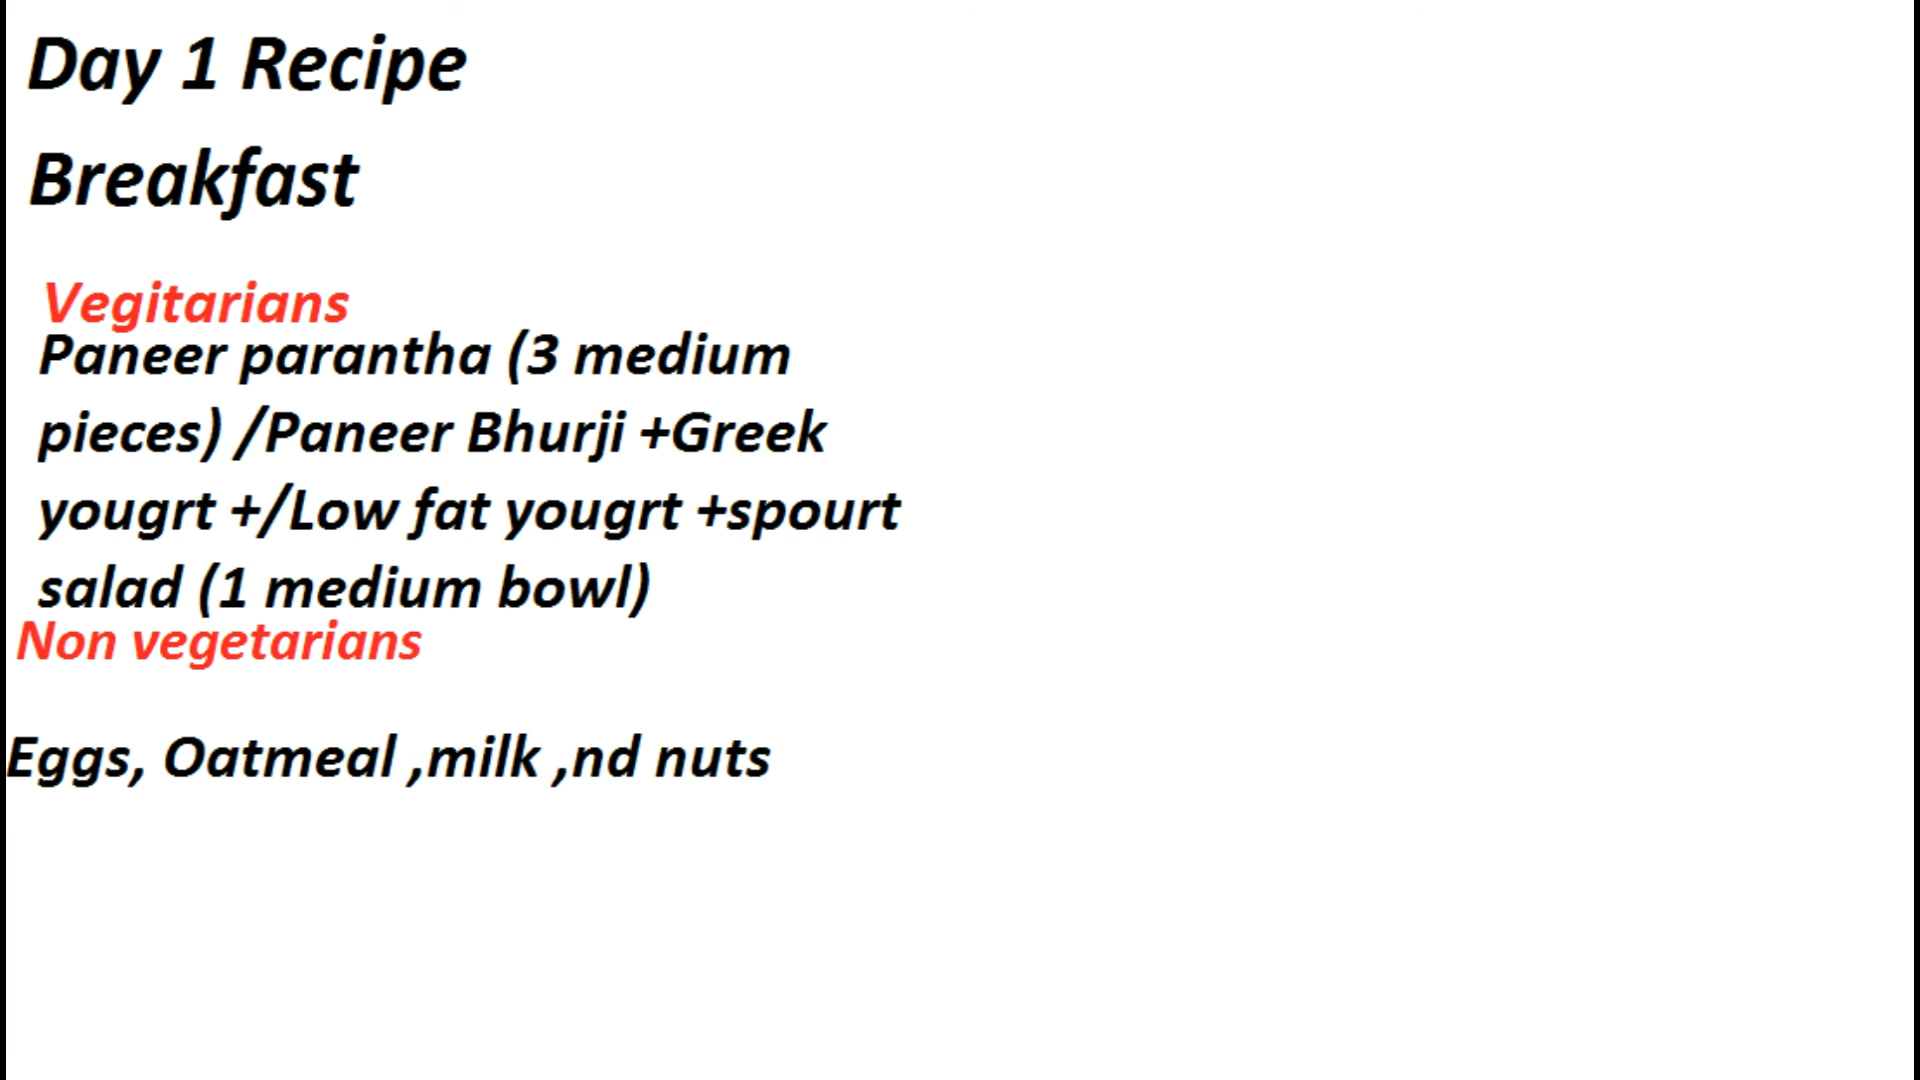 Day 1 Recipe
Breakfast
Vegitarians
Paneer parantha (3 medium
pieces) /Paneer Bhurji +Greek
yougrt +/Low fat yougrt +spourt
salad (1 medium bowl)
Non vegetarians
Eggs, Oatmeal ,milk ,nd nuts